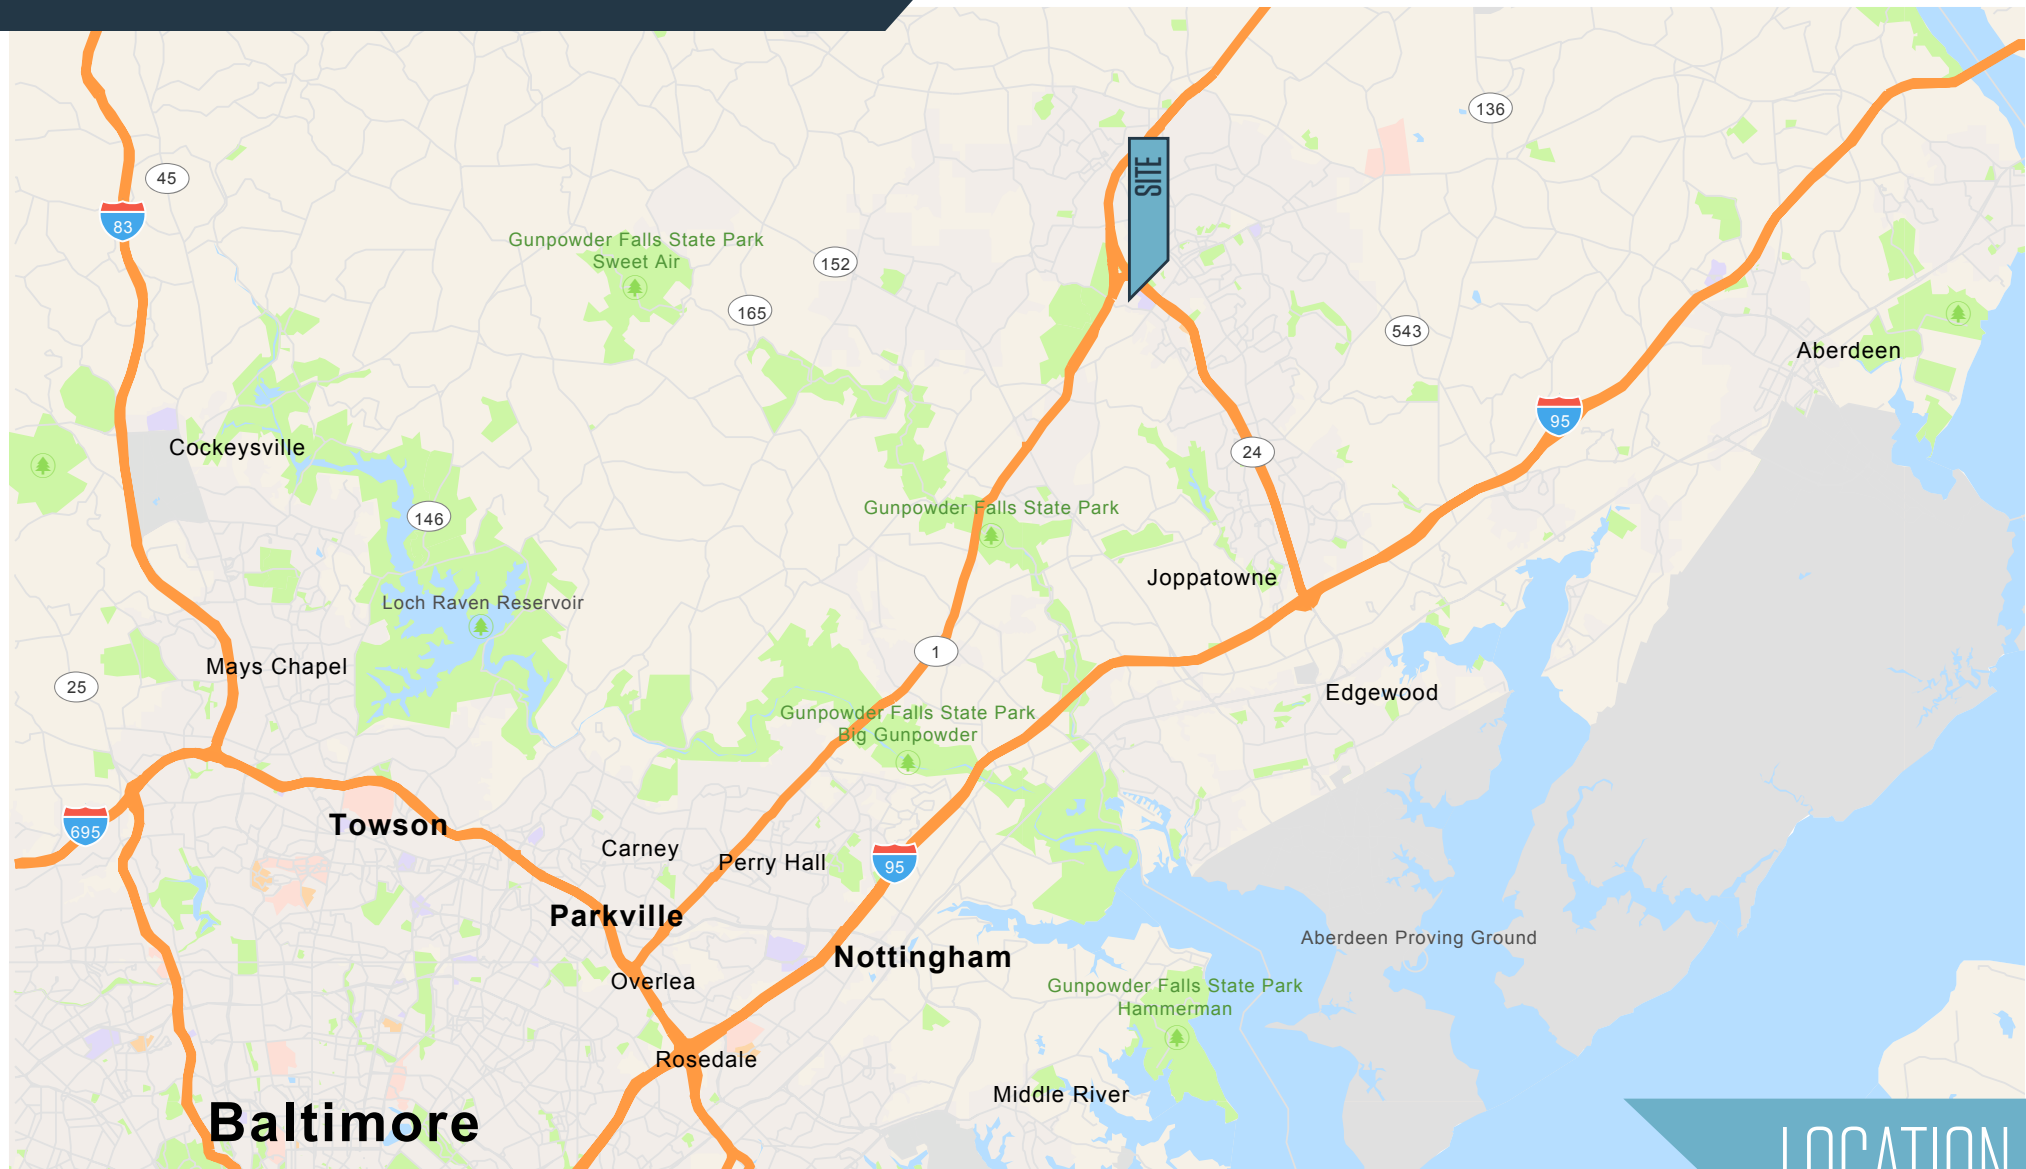 136
SITE
45
83
Gunpowder Falls State Park
Sweet Air
152
165
543
Aberdeen
95
Cockeysville
24
146
Gunpowder Falls State Park
Joppatowne
Loch Raven Reservoir
1
Mays Chapel
25
Edgewood
Gunpowder Falls State Park
Big Gunpowder
695
Towson
Carney
Perry Hall
95
Parkville
Nottingham
Aberdeen Proving Ground
Overlea
Gunpowder Falls State Park
Hammerman
Rosedale
Middle River
Baltimore
LOCATION